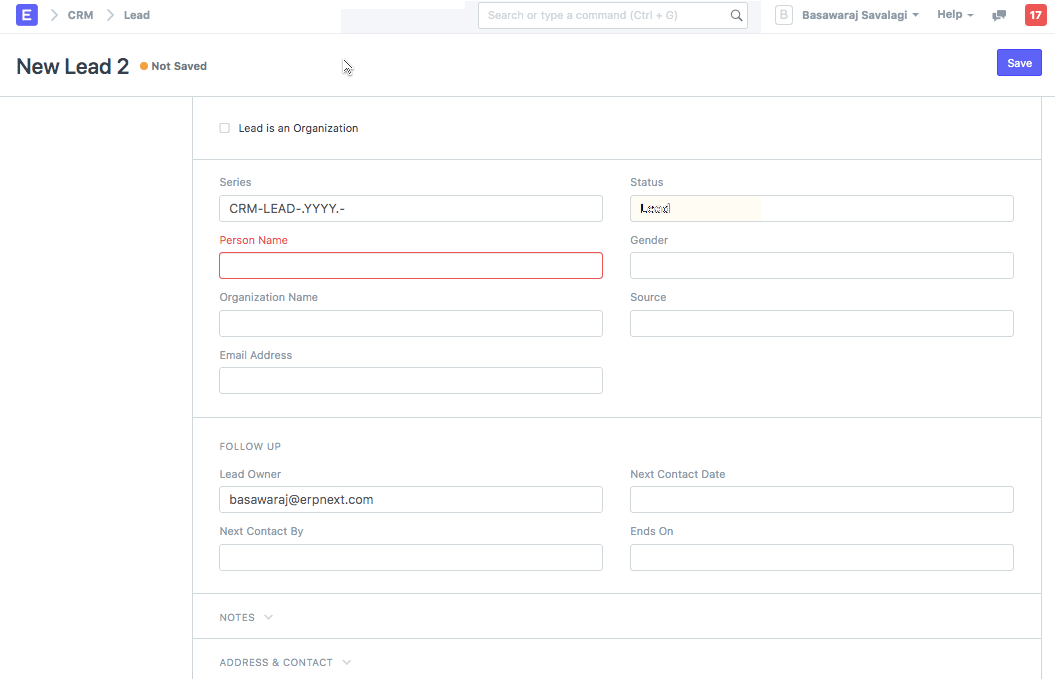 E CRM Lead Search or type a command (Ctrl + G) B Basawaraj Savalagi Help 17
New Lead 2 Not Saved Save
Lead is an Organization
Series Status
CRM-LEAD-.YYYY.- Lead
Person Name Gender
Organization Name Source
Email Address
FOLLOW UP
Lead Owner Next Contact Date
basawaraj@erpnext.com
Next Contact By Ends On
NOTES
ADDRESS & CONTACT